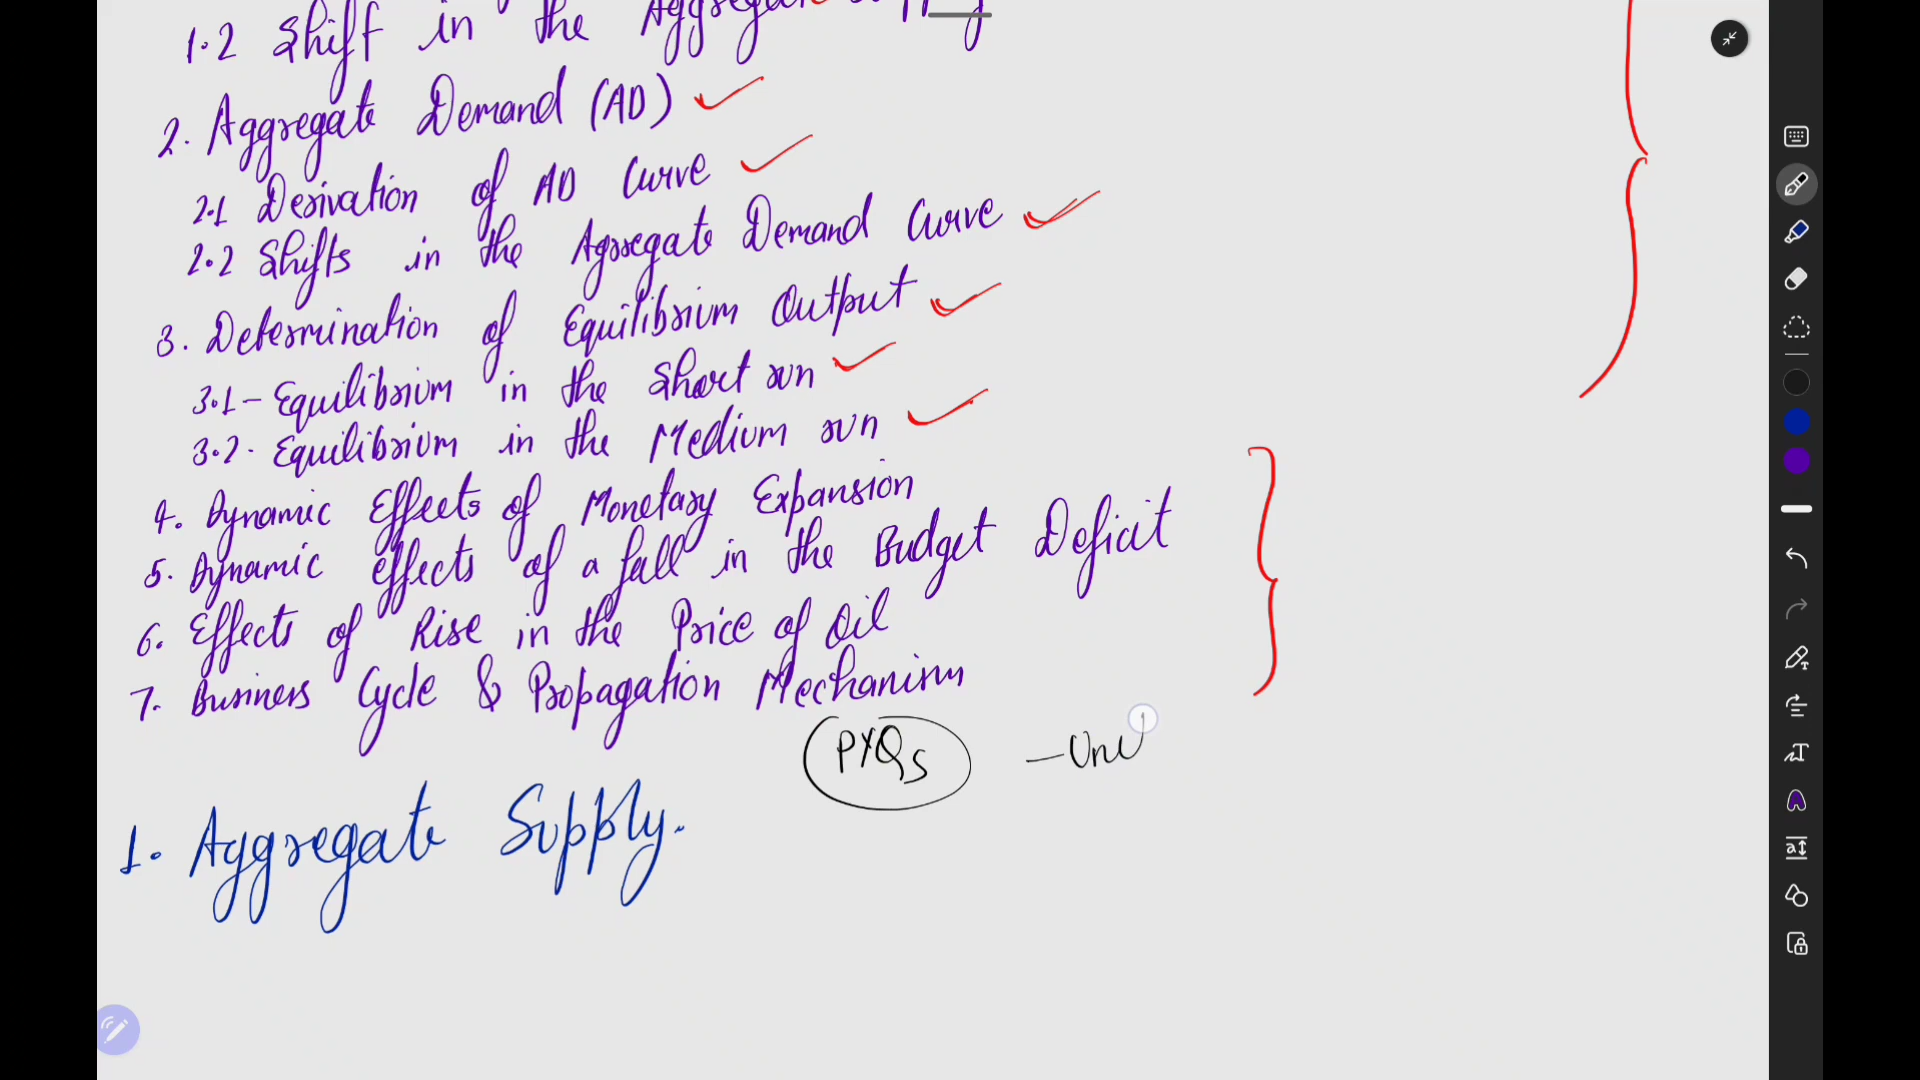 1.2 Shift in the Aggregate Supply
2. Aggregate Demand (AD)
2.1 Derivation of AD Curve
2.2 Shifts in the Aggregate Demand Curve
3. Determination of Equilibrium Output
3.1- Equilibrium in the Short run
3.2. Equilibrium in the Medium run
4. Dynamic Effects of Monetary Expansion
5. Dynamic effects of a fall in the Budget Deficit
6. Effects of Rise in the Price of Oil
7. Business Cycle & Propagation Mechanism
PYQs
1. Aggregate Supply.